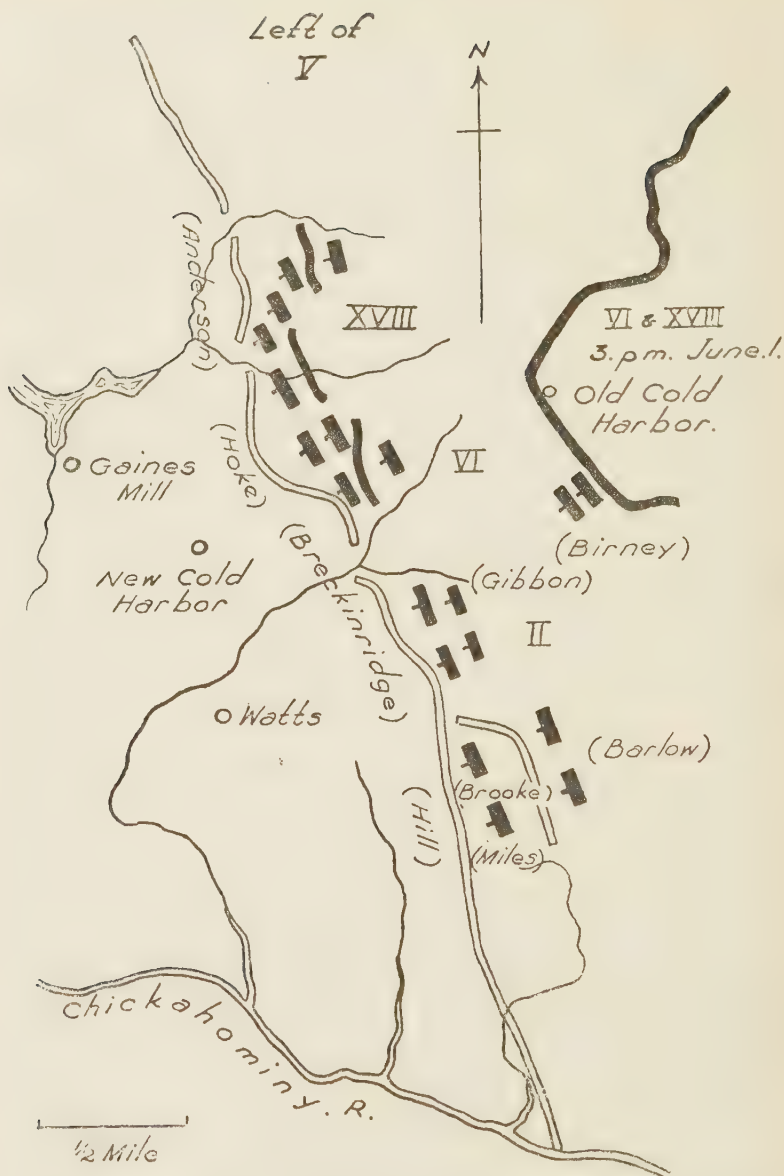 Left of
V
N
(Anderson)
XVIII
VI & XVIII
3. pm. June. 1.
Old Cold
Harbor.
(Hoke)
VI
Gaines
Mill
(Birney)
New Cold
Harbor
(Breckinridge)
(Gibbon)
II
Watts
(Barlow)
(Brooke)
(Hill)
(Miles)
Chickahominy. R.
1/2 Mile